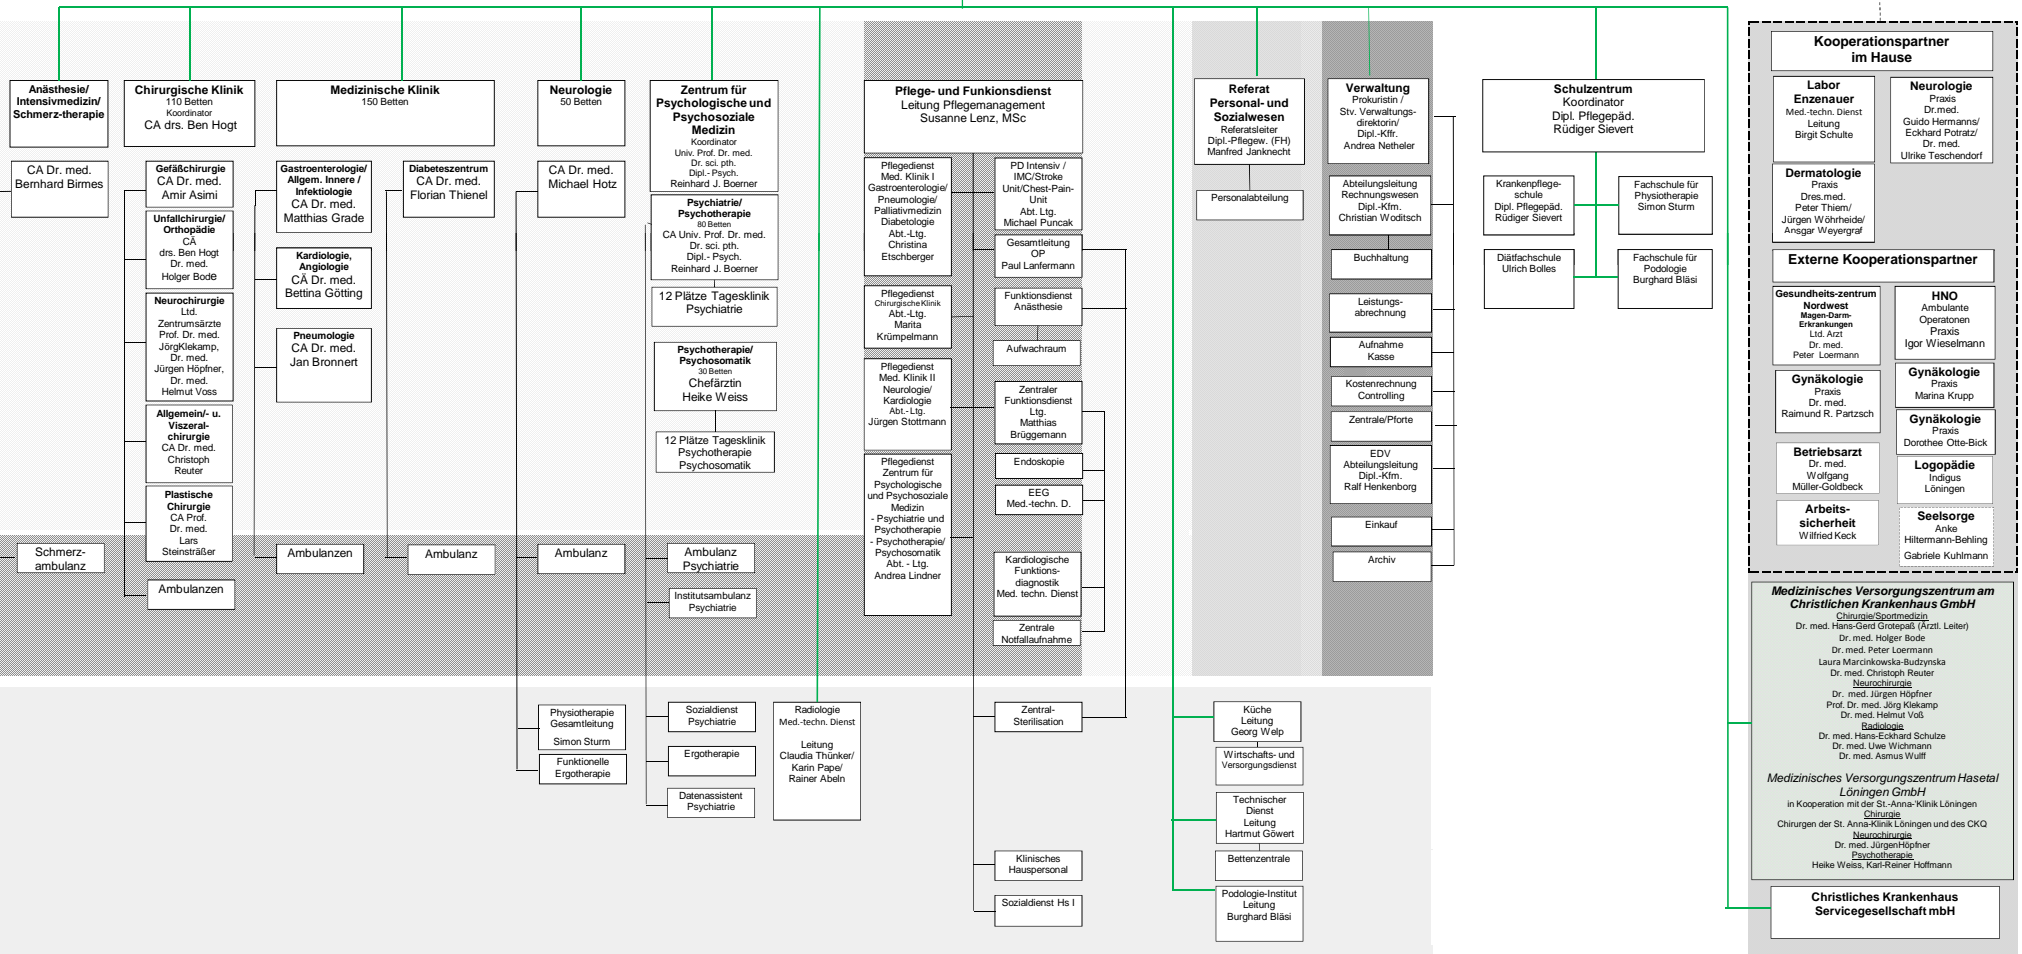 Anästhesie/
Intensivmedizin/
Schmerz-therapie
CA Dr. med.
Bernhard Birmes
Schmerz-
ambulanz
Chirurgische Klinik
110 Betten
Koordinator
CA drs. Ben Hogt
Gefäßchirurgie
CA Dr. med.
Amir Asimi
Unfallchirurgie/
Orthopädie
CÄ
drs. Ben Hogt
Dr. med.
Holger Bode
Neurochirurgie
Ltd.
Zentrumsärzte
Prof. Dr. med.
JörgKlekamp,
Dr. med.
Jürgen Höpfner,
Dr. med.
Helmut Voss
Allgemein/- u.
Viszeral-
chirurgie
CA Dr. med.
Christoph
Reuter
Plastische
Chirurgie
CA Prof.
Dr. med.
Lars
Steinsträßer
Ambulanzen
Medizinische Klinik
150 Betten
Gastroenterologie/
Allgem. Innere /
Infektiologie
CA Dr. med.
Matthias Grade
Kardiologie,
Angiologie
CÄ Dr. med.
Bettina Götting
Pneumologie
CA Dr. med.
Jan Bronnert
Ambulanzen
Diabeteszentrum
CA Dr. med.
Florian Thienel
Ambulanz
Neurologie
50 Betten
CA Dr. med.
Michael Hotz
Ambulanz
Physiotherapie
Gesamtleitung
Simon Sturm
Funktionelle
Ergotherapie
Zentrum für
Psychologische und
Psychosoziale
Medizin
Koordinator
Univ. Prof. Dr. med.
Dr. sci. pth.
Dipl.- Psych.
Reinhard J. Boerner
Psychiatrie/
Psychotherapie
80 Betten
CA Univ. Prof. Dr. med.
Dr. sci. pth.
Dipl.- Psych.
Reinhard J. Boerner
12 Plätze Tagesklinik
Psychiatrie
Psychotherapie/
Psychosomatik
30 Betten
Chefärztin
Heike Weiss
12 Plätze Tagesklinik
Psychotherapie
Psychosomatik
Ambulanz
Psychiatrie
Institutsambulanz
Psychiatrie
Sozialdienst
Psychiatrie
Ergotherapie
Datenassistent
Psychiatrie
Radiologie
Med.-techn. Dienst
Leitung
Claudia Thünker/
Karin Pape/
Rainer Abeln
Pflege- und Funkionsdienst
Leitung Pflegemanagement
Susanne Lenz, MSc
Pflegedienst
Med. Klinik I
Gastroenterologie/
Pneumologie/
Palliativmedizin
Diabetologie
Abt.-Ltg.
Christina
Etschberger
Pflegedienst
Chirurgische Klinik
Abt.-Ltg.
Marita
Krümpelmann
Pflegedienst
Med. Klinik II
Neurologie/
Kardiologie
Abt.- Ltg.
Jürgen Stottmann
Pflegedienst
Zentrum für
Psychologische
und Psychosoziale
Medizin
- Psychiatrie und
Psychotherapie
- Psychotherapie/
Psychosomatik
Abt. - Ltg.
Andrea Lindner
PD Intensiv /
IMC/Stroke
Unit/Chest-Pain-
Unit
Abt. Ltg.
Michael Puncak
Gesamtleitung
OP
Paul Lanfermann
Funktionsdienst
Anästhesie
Aufwachraum
Zentraler
Funktionsdienst
Ltg.
Matthias
Brüggemann
Endoskopie
EEG
Med.-techn. D.
Kardiologische
Funktions-
diagnostik
Med. techn. Dienst
Zentrale
Notfallaufnahme
Zentral-
Sterilisation
Klinisches
Hauspersonal
Sozialdienst Hs I
Referat
Personal- und
Sozialwesen
Referatsleiter
Dipl.-Pflegew. (FH)
Manfred Janknecht
Personalabteilung
Küche
Leitung
Georg Welp
Wirtschafts- und
Versorgungsdienst
Technischer
Dienst
Leitung
Hartmut Göwert
Bettenzentrale
Podologie-Institut
Leitung
Burghard Bläsi
Verwaltung
Prokuristin /
Stv. Verwaltungs-
direktorin/
Dipl.-Kffr.
Andrea Netheler
Abteilungsleitung
Rechnungswesen
Dipl.-Kfm.
Christian Woditsch
Buchhaltung
Leistungs-
abrechnung
Aufnahme
Kasse
Kostenrechnung
Controlling
Zentrale/Pforte
EDV
Abteilungsleitung
Dipl.-Kfm.
Ralf Henkenborg
Einkauf
Archiv
Schulzentrum
Koordinator
Dipl. Pflegepäd.
Rüdiger Sievert
Krankenpflege-
schule
Dipl. Pflegepäd.
Rüdiger Sievert
Fachschule für
Physiotherapie
Simon Sturm
Diätfachschule
Ulrich Bolles
Fachschule für
Podologie
Burghard Bläsi
Kooperationspartner
im Hause
Labor
Enzenauer
Med.-techn. Dienst
Leitung
Birgit Schulte
Neurologie
Praxis
Dr.med.
Guido Hermanns/
Eckhard Potratz/
Dr. med.
Ulrike Teschendorf
Dermatologie
Praxis
Dres.med.
Peter Thiem/
Jürgen Wöhrheide/
Ansgar Weyergraf
Externe Kooperationspartner
Gesundheits-zentrum
Nordwest
Magen-Darm-
Erkrankungen
Ltd. Arzt
Dr. med.
Peter Loermann
HNO
Ambulante
Operatonen
Praxis
Igor Wieselmann
Gynäkologie
Praxis
Dr. med.
Raimund R. Partzsch
Gynäkologie
Praxis
Marina Krupp
Gynäkologie
Praxis
Dorothee Otte-Bick
Betriebsarzt
Dr. med.
Wolfgang
Müller-Goldbeck
Logopädie
Indigus
Löningen
Arbeits-
sicherheit
Wilfried Keck
Seelsorge
Anke
Hiltermann-Behling
Gabriele Kuhlmann
Medizinisches Versorgungszentrum am
Christlichen Krankenhaus GmbH
Chirurgie/Sportmedizin
Dr. med. Hans-Gerd Grotepaß (Ärztl. Leiter)
Dr. med. Holger Bode
Dr. med. Peter Loermann
Laura Marcinkowska-Budzynska
Dr. med. Christoph Reuter
Neurochirurgie
Dr. med. Jürgen Höpfner
Prof. Dr. med. Jörg Klekamp
Dr. med. Helmut Voß
Radiologie
Dr. med. Hans-Eckhard Schulze
Dr. med. Uwe Wichmann
Dr. med. Asmus Wulff
Medizinisches Versorgungszentrum Hasetal
Löningen GmbH
in Kooperation mit der St.-Anna-'Klinik Löningen
Chirurgie
Chirurgen der St. Anna-Klinik Löningen und des CKQ
Neurochirurgie
Dr. med. JürgenHöpfner
Psychotherapie
Heike Weiss, Karl-Reiner Hoffmann
Christliches Krankenhaus
Servicegesellschaft mbH